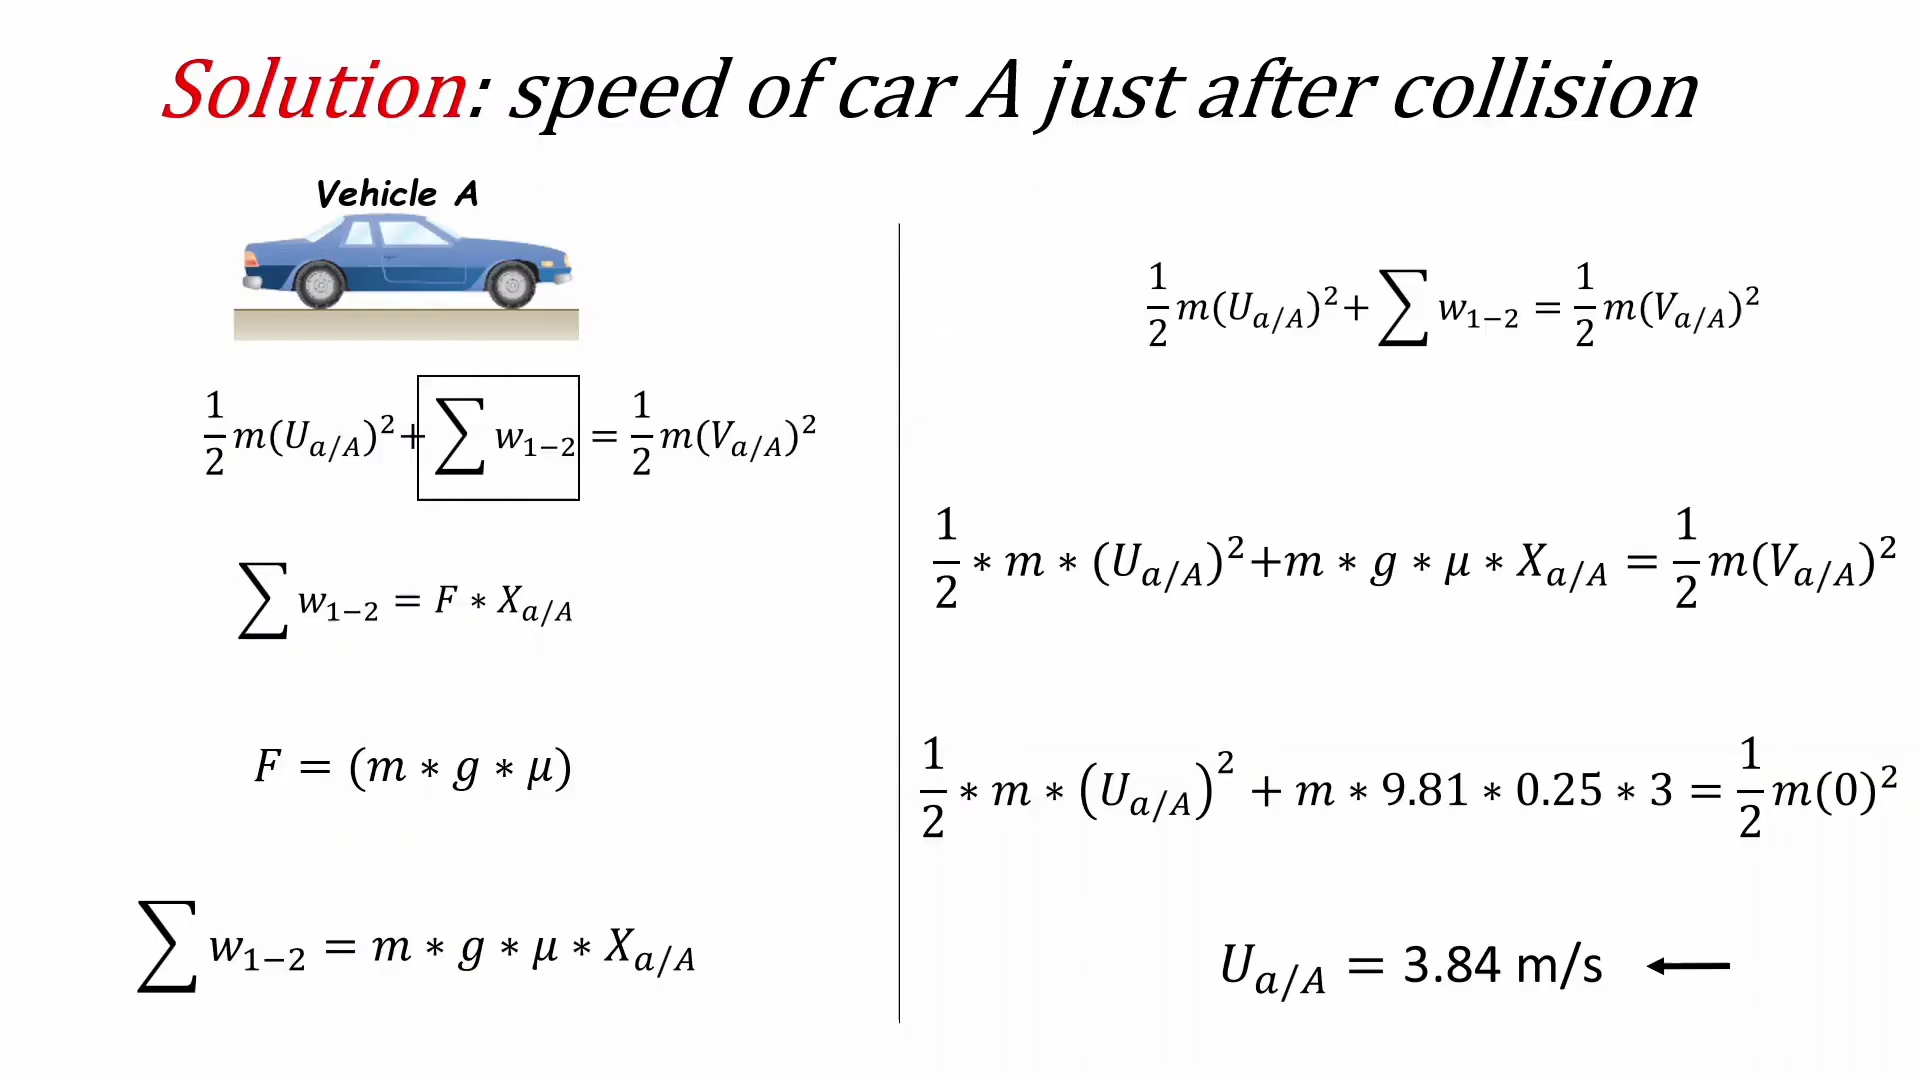 Solution: speed of car A just after collision
Vehicle A
1/2 m(U_{a/A})²+ ∑ w_{1−2} = 1/2 m(V_{a/A})²
∑ w_{1−2} = F ∗ X_{a/A}
F = (m ∗ g ∗ μ)
∑ w_{1−2} = m ∗ g ∗ μ ∗ X_{a/A}
1/2 m(U_{a/A})²+ ∑ w_{1−2} = 1/2 m(V_{a/A})²
1/2 ∗ m ∗ (U_{a/A})²+m ∗ g ∗ μ ∗ X_{a/A} = 1/2 m(V_{a/A})²
1/2 ∗ m ∗ (U_{a/A})² + m ∗ 9.81 ∗ 0.25 ∗ 3 = 1/2 m(0)²
U_{a/A} = 3.84 m/s ←